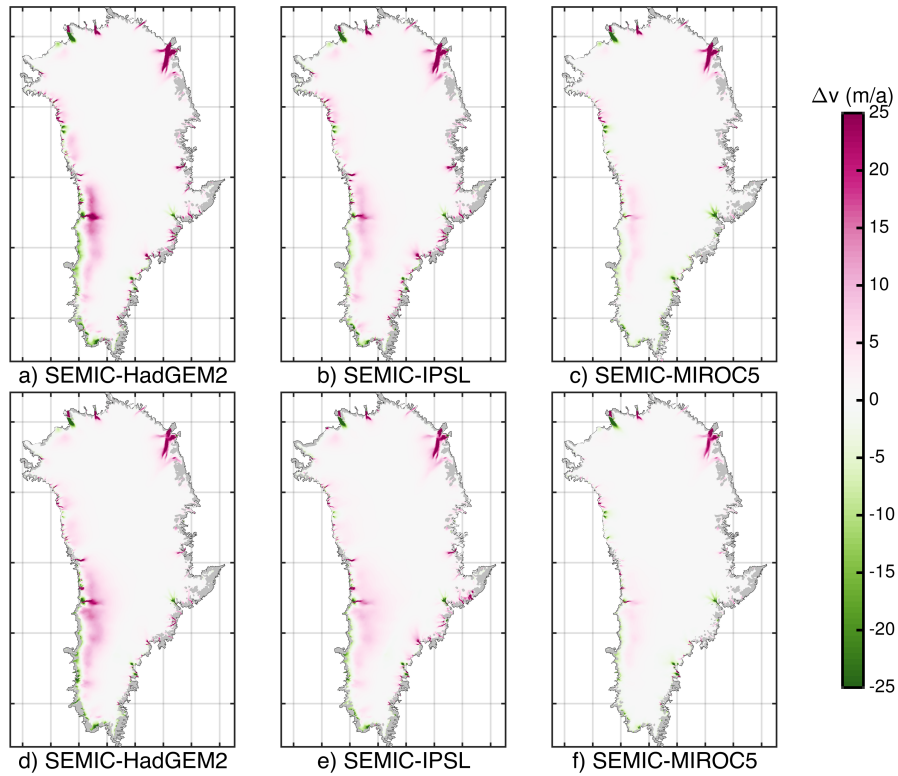 Δv (m/a)
25
20
15
10
5
0
-5
-10
-15
-20
-25
a) SEMIC-HadGEM2
b) SEMIC-IPSL
c) SEMIC-MIROC5
d) SEMIC-HadGEM2
e) SEMIC-IPSL
f) SEMIC-MIROC5